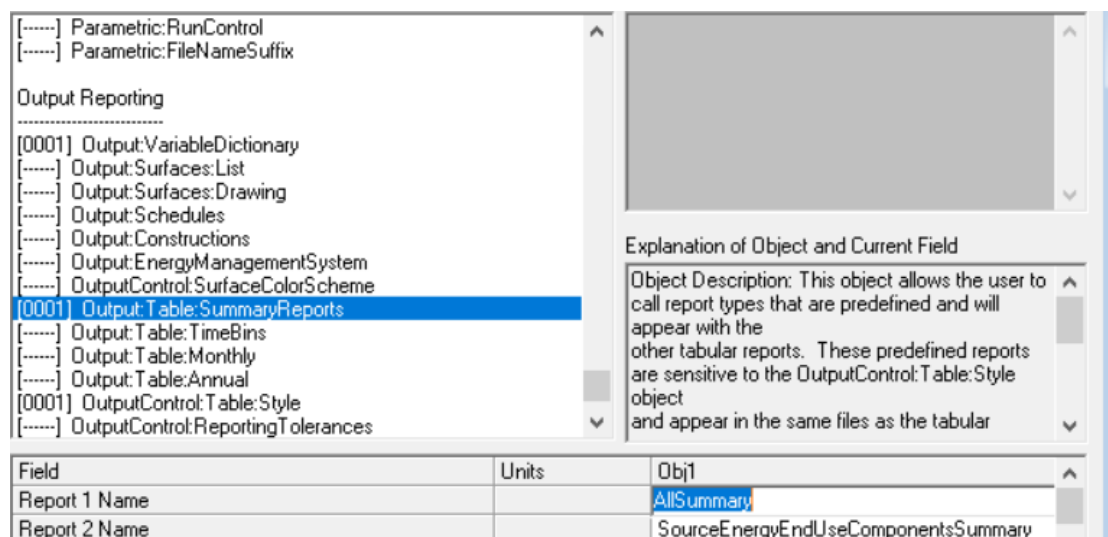 [------] Parametric:RunControl
[------] Parametric:FileNameSuffix
Output Reporting
----------------------------
[0001] Output:VariableDictionary
[------] Output:Surfaces:List
[------] Output:Surfaces:Drawing
[------] Output:Schedules
[------] Output:Constructions
[------] Output:EnergyManagementSystem
[------] OutputControl:SurfaceColorScheme
[0001] Output:Table:SummaryReports
[------] Output:Table:TimeBins
[------] Output:Table:Monthly
[------] Output:Table:Annual
[0001] OutputControl:Table:Style
[------] OutputControl:ReportingTolerances
Explanation of Object and Current Field
Object Description: This object allows the user to
call report types that are predefined and will
appear with the
other tabular reports. These predefined reports
are sensitive to the OutputControl:Table:Style
object
and appear in the same files as the tabular
Field Units Obj1
Report 1 Name AllSummary
Report 2 Name SourceEnergyEndUseComponentsSummary